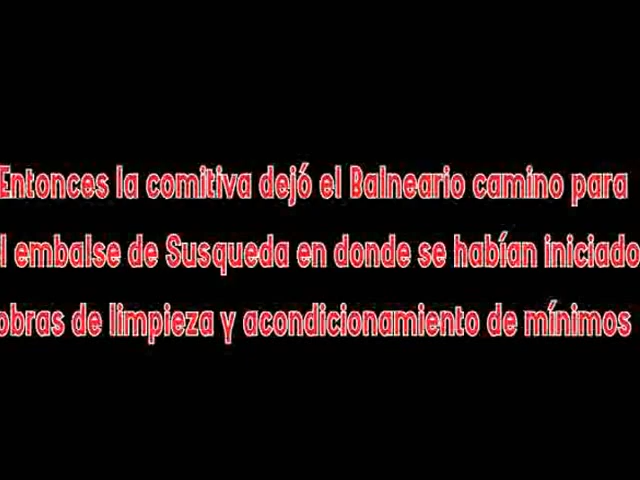 Entonces la comitiva dejó el Balneario camino para
l embalse de Susqueda en donde se habían iniciado
obras de limpieza y acondicionamiento de mínimos